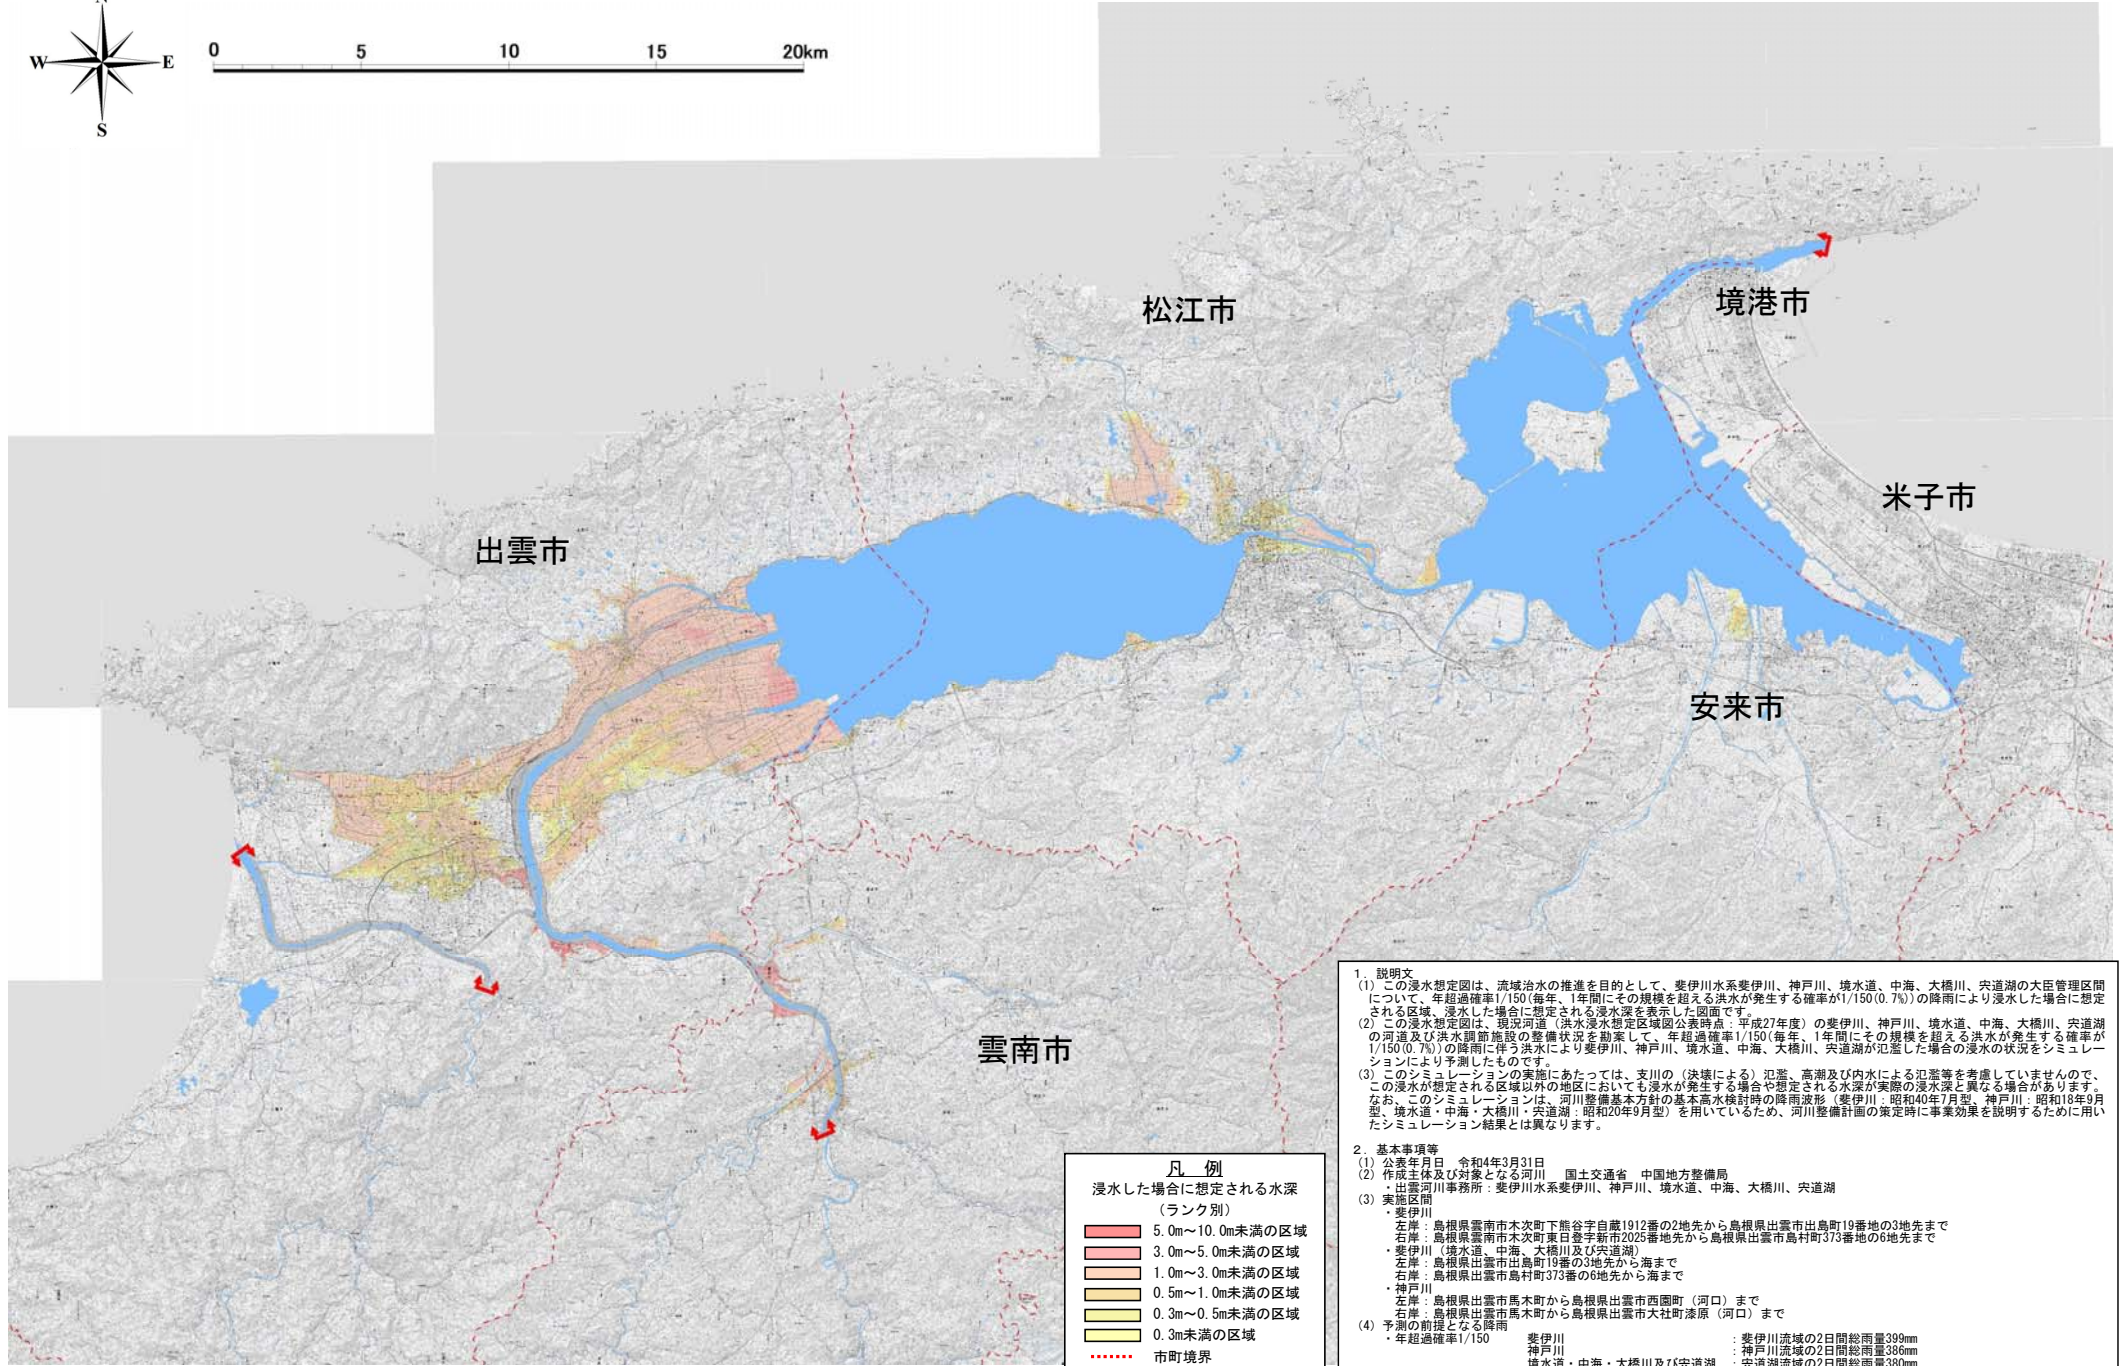 N
W
E
S
0 5 10 15 20km
松江市
境港市
米子市
出雲市
安来市
雲南市
凡 例
浸水した場合に想定される水深
(ランク別)
5.0m～10.0m未満の区域
3.0m～5.0m未満の区域
1.0m～3.0m未満の区域
0.5m～1.0m未満の区域
0.3m～0.5m未満の区域
0.3m未満の区域
市町境界
1. 説明文
(1) この浸水想定図は、流域治水の推進を目的として、斐伊川水系斐伊川、神戸川、境水道、中海、大橋川、宍道湖の大臣管理区間
について、年超過確率1/150(毎年、1年間にその規模を超える洪水が発生する確率が1/150(0.7%))の降雨により浸水した場合に想定
される区域、浸水した場合に想定される浸水深を表示した図面です。
(2) この浸水想定図は、現況河道（洪水浸水想定区域図公表時点：平成27年度）の斐伊川、神戸川、境水道、中海、大橋川、宍道湖
の河道及び洪水調節施設の整備状況を勘案して、年超過確率1/150(毎年、1年間にその規模を超える洪水が発生する確率が
1/150(0.7%))の降雨に伴う洪水により斐伊川、神戸川、境水道、中海、大橋川、宍道湖が氾濫した場合の浸水の状況をシミュレー
ションにより予測したものです。
(3) このシミュレーションの実施にあたっては、支川の（決壊による）氾濫、高潮及び内水による氾濫等を考慮していませんので、
この浸水が想定される区域以外の地区においても浸水が発生する場合や想定される水深が実際の浸水深と異なる場合があります。
なお、このシミュレーションは、河川整備基本方針の基本高水検討時の降雨波形（斐伊川：昭和40年7月型、神戸川：昭和18年9月
型、境水道・中海・大橋川・宍道湖：昭和20年9月型）を用いているため、河川整備計画の策定時に事業効果を説明するために用い
たシミュレーション結果とは異なります。
2. 基本事項等
(1) 公表年月日 令和4年3月31日
(2) 作成主体及び対象となる河川 国土交通省 中国地方整備局
・出雲河川事務所：斐伊川水系斐伊川、神戸川、境水道、中海、大橋川、宍道湖
(3) 実施区間
・斐伊川
左岸：島根県雲南市木次町下熊谷字自蔵1912番の2地先から島根県出雲市出島町19番地の3地先まで
右岸：島根県雲南市木次町東日登字新市2025番地先から島根県出雲市島村町373番地の6地先まで
・斐伊川（境水道、中海、大橋川及び宍道湖）
左岸：島根県出雲市出島町19番の3地先から海まで
右岸：島根県出雲市島村町373番の6地先から海まで
・神戸川
左岸：島根県出雲市馬木町から島根県出雲市西園町（河口）まで
右岸：島根県出雲市馬木町から島根県出雲市大社町漆原（河口）まで
(4) 予測の前提となる降雨
・年超過確率1/150 斐伊川 ：斐伊川流域の2日間総雨量399mm
神戸川 ：神戸川流域の2日間総雨量386mm
境水道・中海・大橋川及び宍道湖 ：宍道湖流域の2日間総雨量380mm